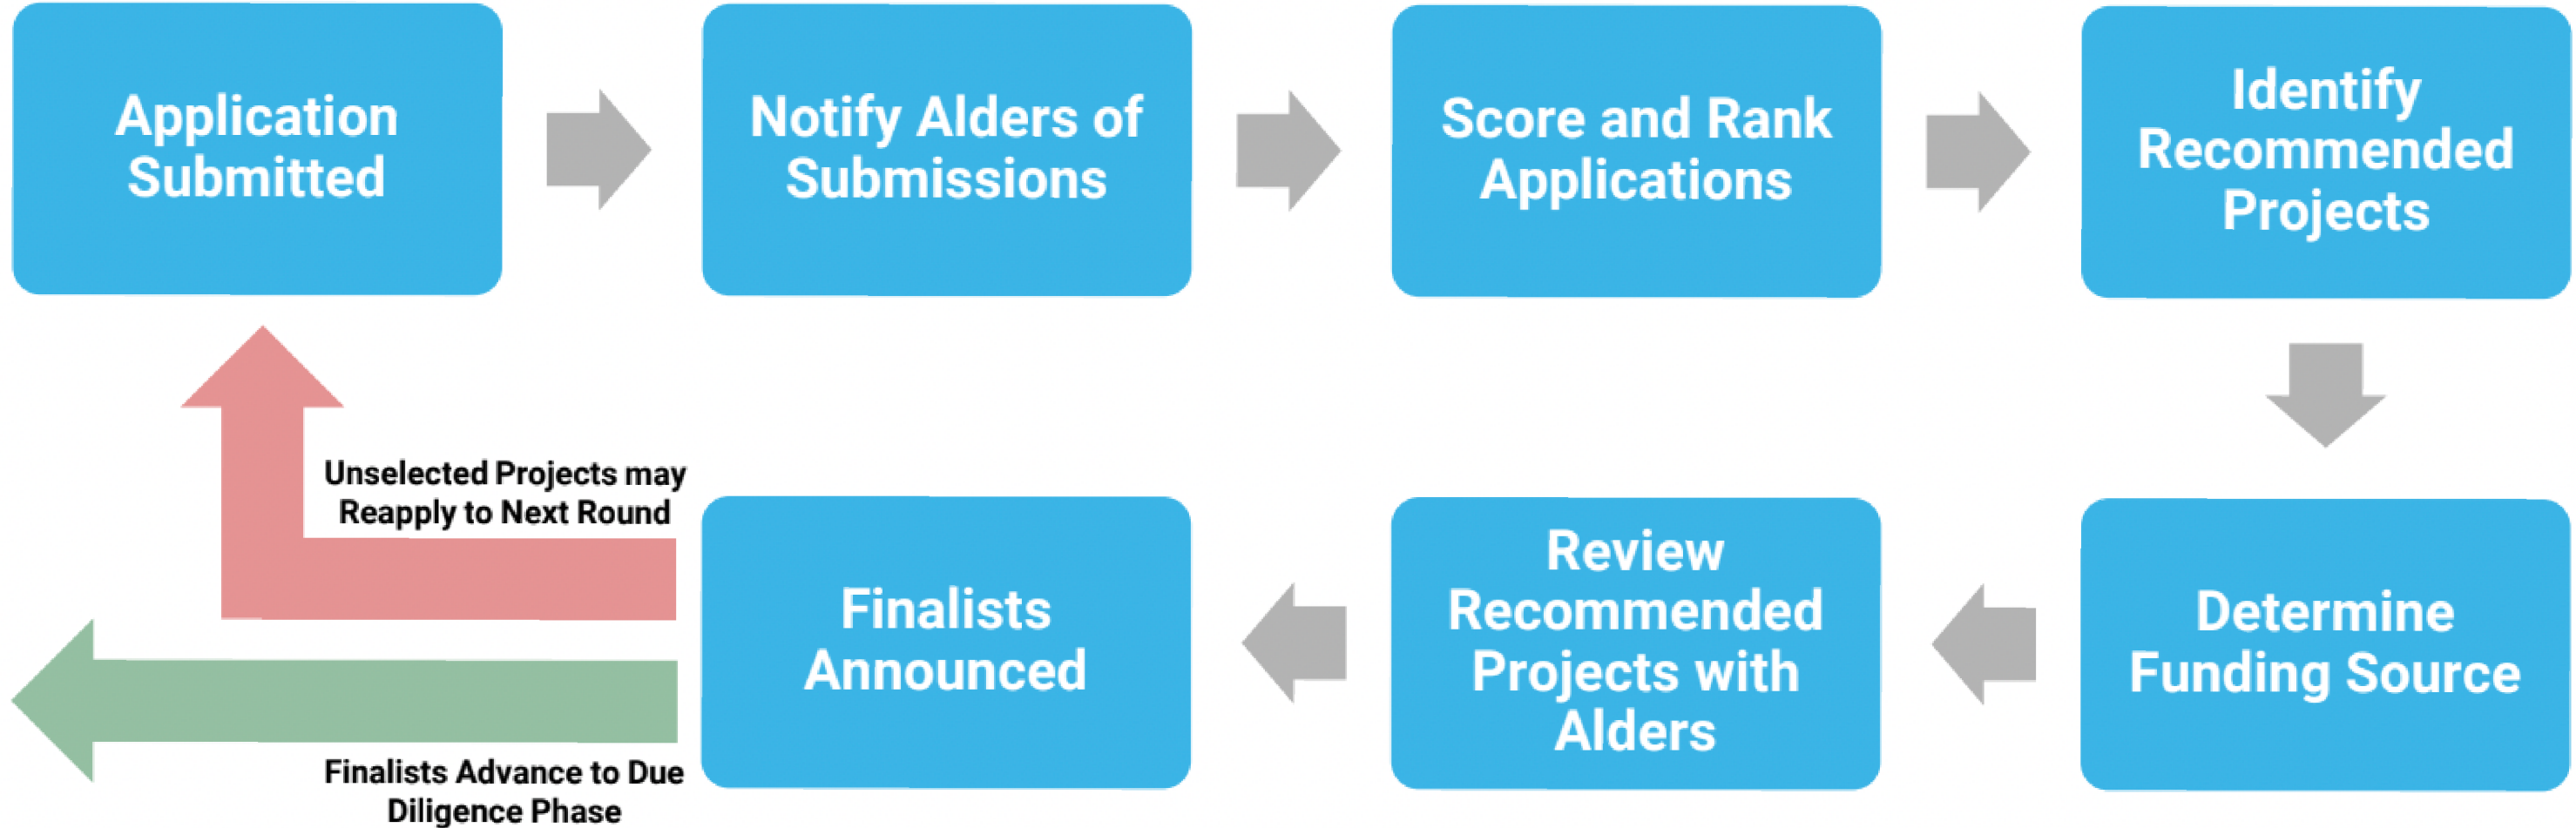 Application
Submitted
Notify Alders of
Submissions
Score and Rank
Applications
Identify
Recommended
Projects
Unselected Projects may
Reapply to Next Round
Finalists Advance to Due
Diligence Phase
Finalists
Announced
Review
Recommended
Projects with
Alders
Determine
Funding Source